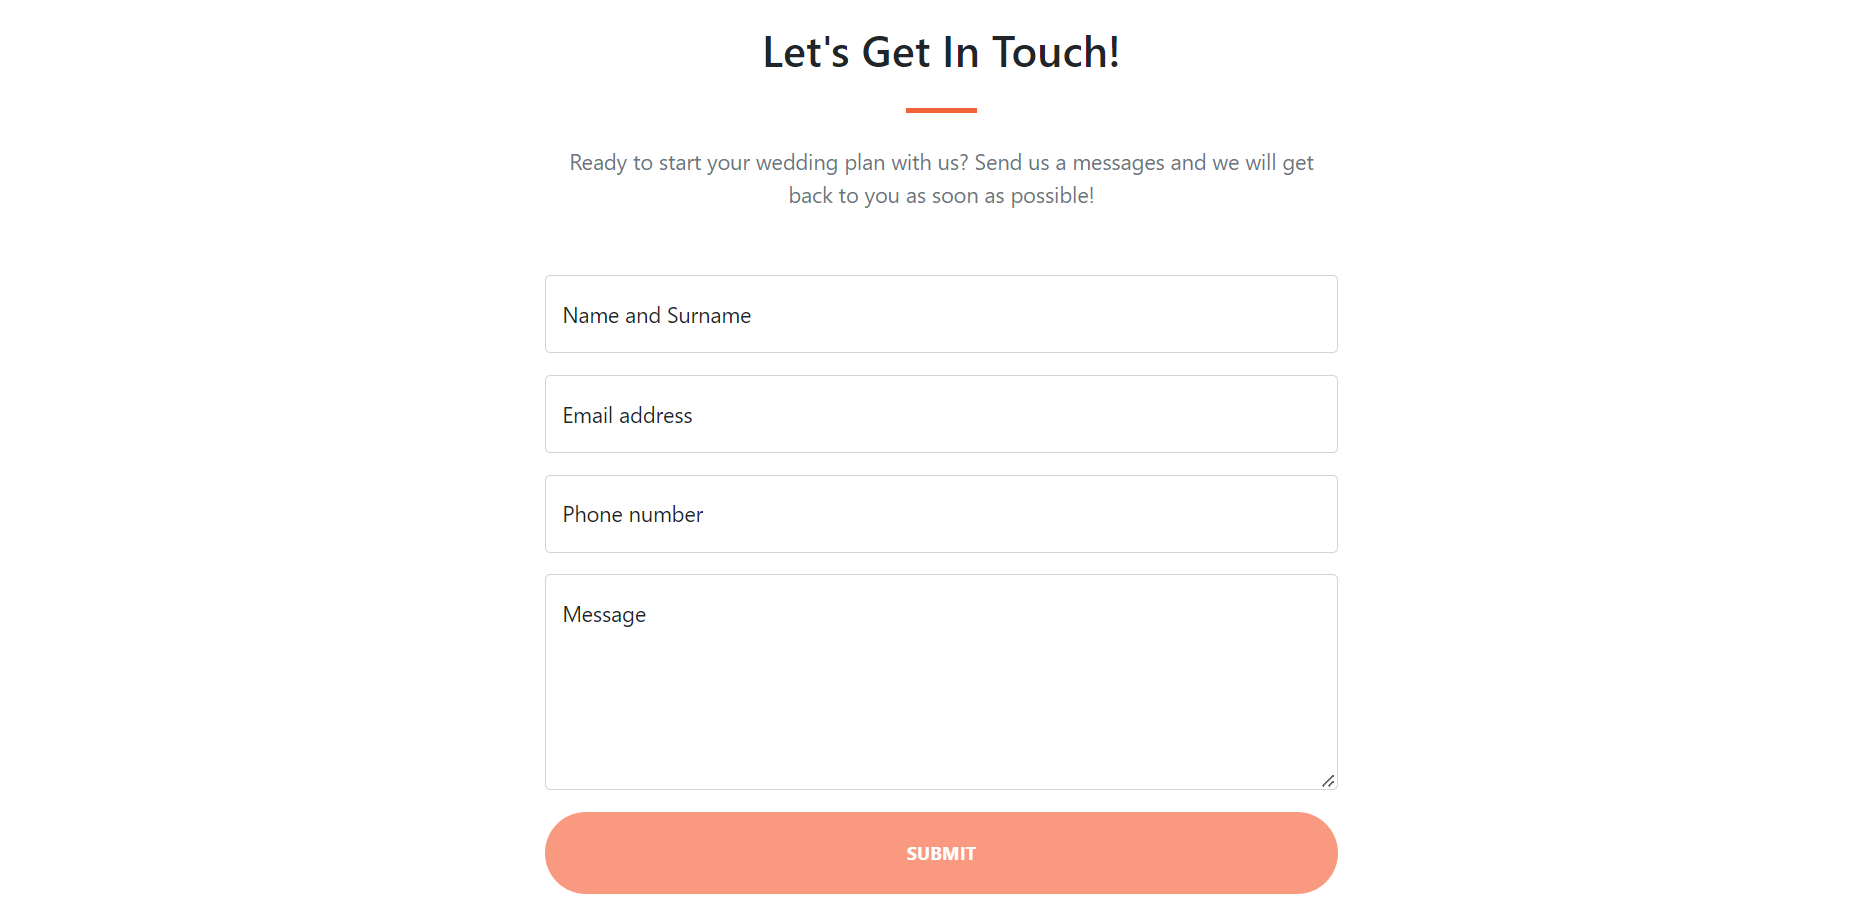 Let's Get In Touch!
Ready to start your wedding plan with us? Send us a messages and we will get
back to you as soon as possible!
Name and Surname
Email address
Phone number
Message
SUBMIT